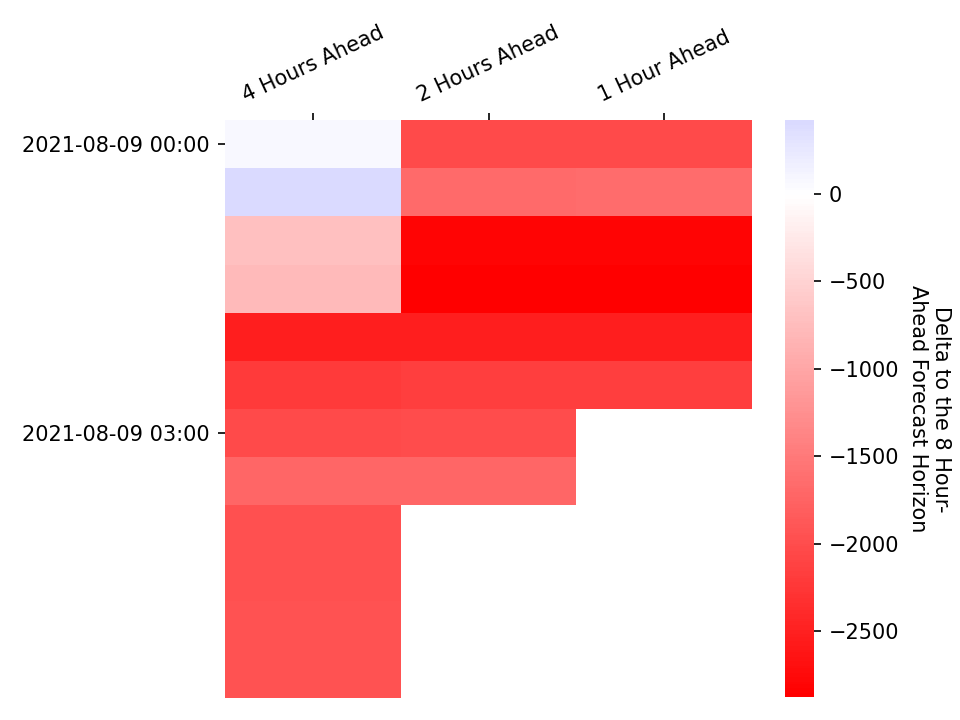 4 Hours Ahead
2 Hours Ahead
1 Hour Ahead
2021-08-09 00:00
2021-08-09 03:00
0
−500
−1000
−1500
−2000
−2500
Delta to the 8 Hour-
Ahead Forecast Horizon